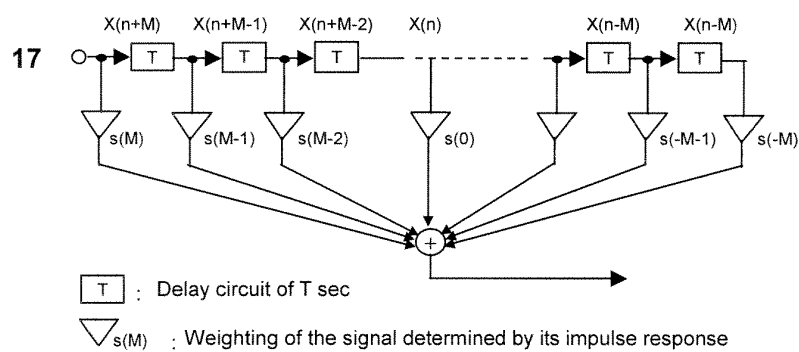 X(n+M) X(n+M-1) X(n+M-2) X(n) X(n-M) X(n-M)
17 T T T T T
s(M) s(M-1) s(M-2) s(0) s(-M-1) s(-M)
+
T : Delay circuit of T sec
s(M) : Weighting of the signal determined by its impulse response